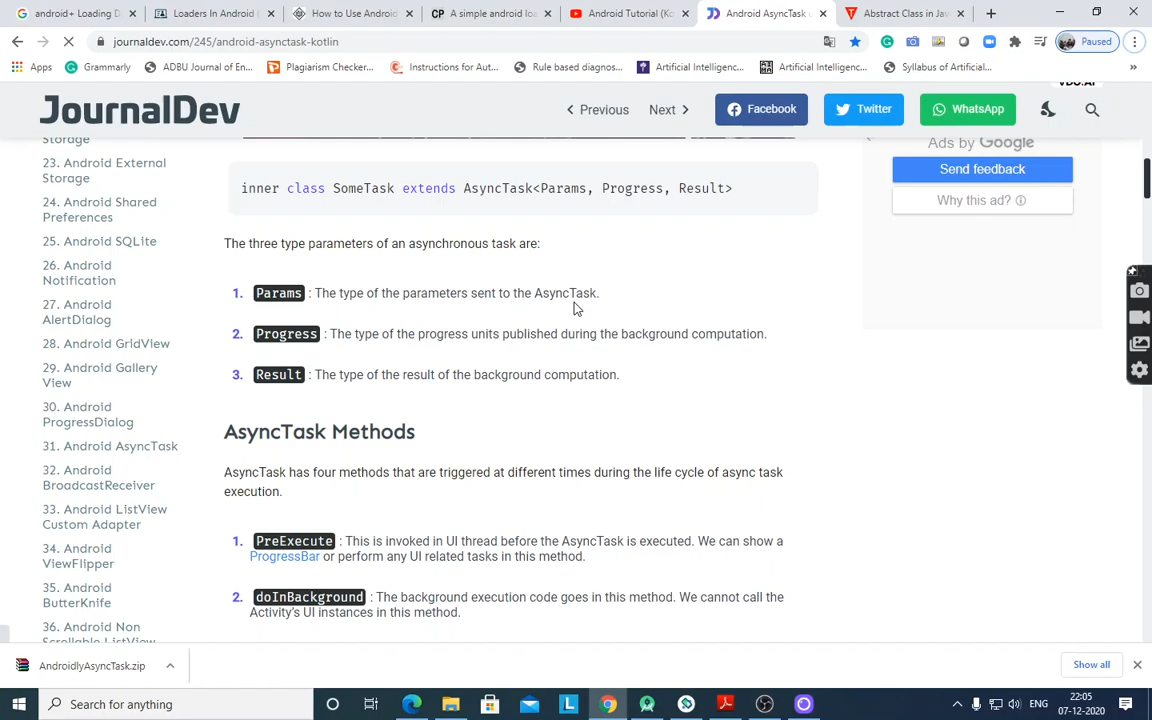 android+ Loading D
Loaders In Android (
How to Use Android
CP A simple android loa
Android Tutorial (Ko
Android AsyncTask
Abstract Class in Jav
Paused
journaldev.com/245/android-asynctask-kotlin
Apps
Grammarly
ADBU Journal of En...
Plagiarism Checker...
Instructions for Aut...
Rule based diagnos...
Artificial Intelligenc...
Artificial Intelligenc...
Syllabus of Artificial...
»
JournalDev
Previous
Next
Facebook
Twitter
WhatsApp
VDO.AI
Storage
23. Android External
Storage
24. Android Shared
Preferences
25. Android SQLite
26. Android
Notification
27. Android
AlertDialog
28. Android GridView
29. Android Gallery
View
30. Android
ProgressDialog
31. Android AsyncTask
32. Android
BroadcastReceiver
33. Android ListView
Custom Adapter
34. Android
ViewFlipper
35. Android
ButterKnife
36. Android Non
Scrollable ListView
inner class SomeTask extends AsyncTask<Params, Progress, Result>
The three type parameters of an asynchronous task are:
1. Params : The type of the parameters sent to the AsyncTask.
2. Progress : The type of the progress units published during the background computation.
3. Result : The type of the result of the background computation.
AsyncTask Methods
AsyncTask has four methods that are triggered at different times during the life cycle of async task
execution.
1. PreExecute : This is invoked in UI thread before the AsyncTask is executed. We can show a
ProgressBar or perform any UI related tasks in this method.
2. doInBackground : The background execution code goes in this method. We cannot call the
Activity's UI instances in this method.
Ads by Google
Send feedback
Why this ad?
AndroidlyAsyncTask.zip
Show all
Type here to search